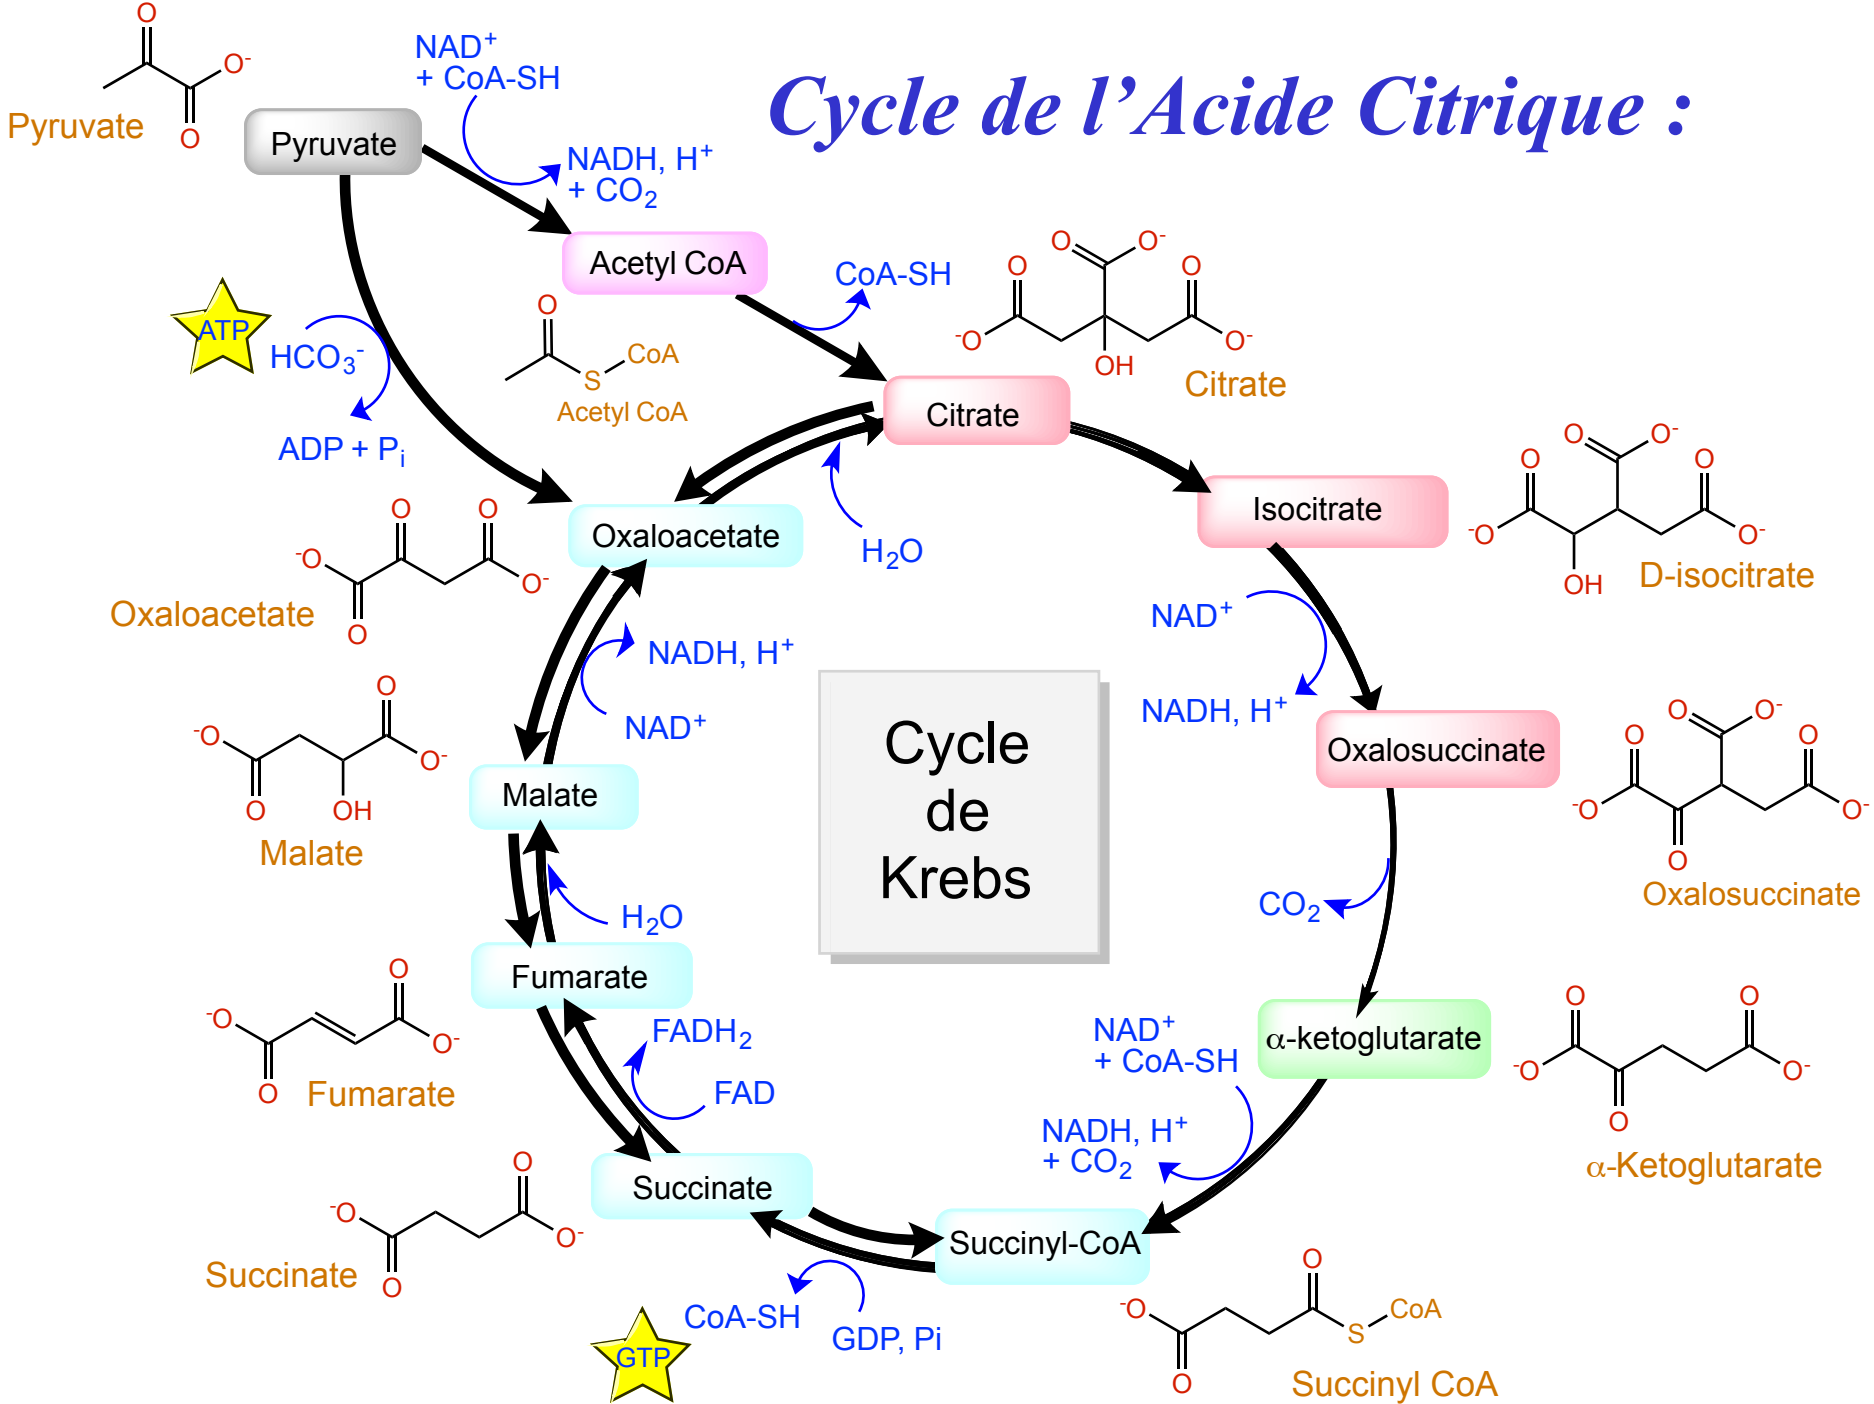 Cycle de l’Acide Citrique :
O
O-
O
Pyruvate
Pyruvate
NAD+
+ CoA-SH
NADH, H+
+ CO2
Acetyl CoA
O
CoA
S
Acetyl CoA
CoA-SH
O
O
O-
O
-O
O-
OH
Citrate
Citrate
ATP
HCO3-
ADP + Pi
H2O
Isocitrate
O
O
O-
O
-O
O-
OH
D-isocitrate
Oxaloacetate
O
O
-O
O-
O
Oxaloacetate
NADH, H+
NAD+
NAD+
NADH, H+
Cycle
de
Krebs
Oxalosuccinate
O
O
O-
O
-O
O-
O
Oxalosuccinate
O
-O
O-
O
OH
Malate
Malate
H2O
CO2
Fumarate
O
-O
O-
O
Fumarate
FADH2
FAD
NAD+
+ CoA-SH
NADH, H+
+ CO2
α-ketoglutarate
O
O
-O
O-
O
α-Ketoglutarate
Succinate
O
-O
O-
O
Succinate
Succinyl-CoA
CoA-SH
GDP, Pi
GTP
O
-O
CoA
S
O
Succinyl CoA